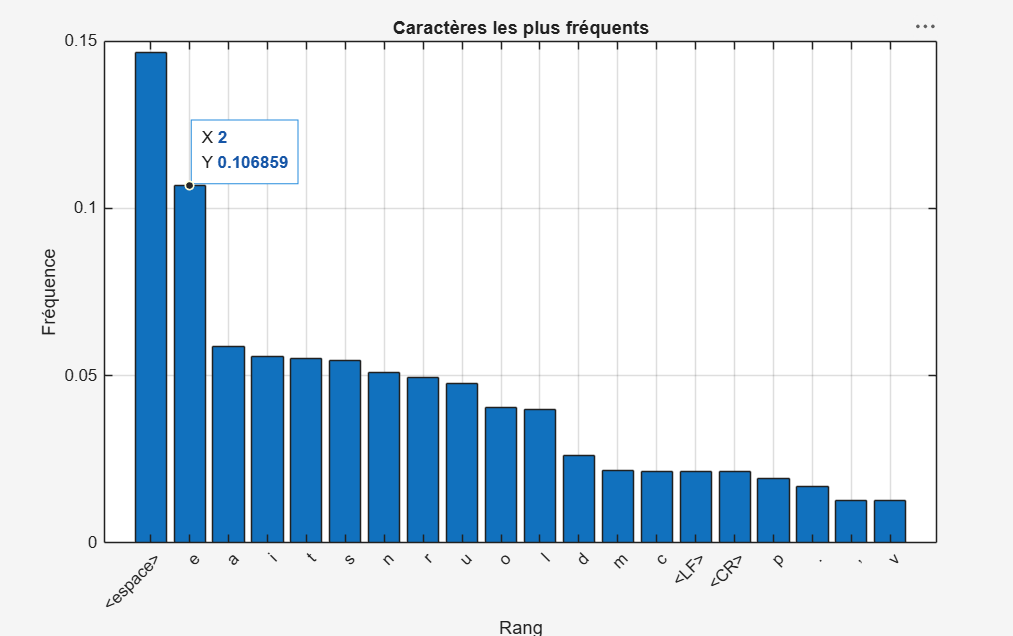 Caractères les plus fréquents
0.15
X 2
Y 0.106859
0.1
Fréquence
0.05
0
<espace> e a i t s n r u o l d m c <LF> <CR> p . , v
Rang